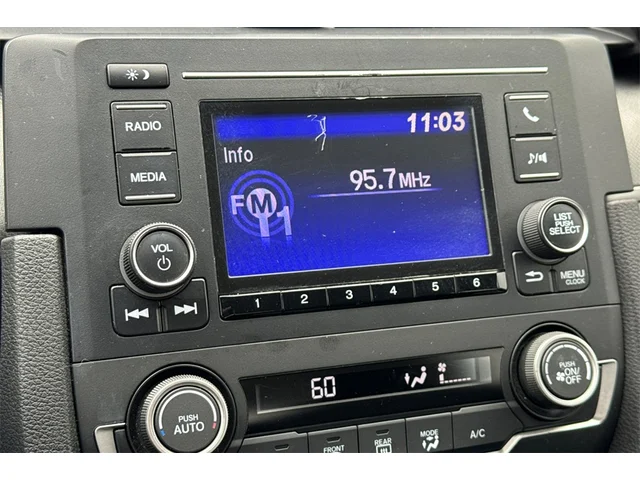 RADIO
MEDIA
VOL
11:03
Info
95.7 MHz
FM 1
LIST
PUSH
SELECT
MENU
CLOCK
1 2 3 4 5 6
60
PUSH
AUTO
PUSH
ON/
OFF
FRONT
REAR
MODE
A/C